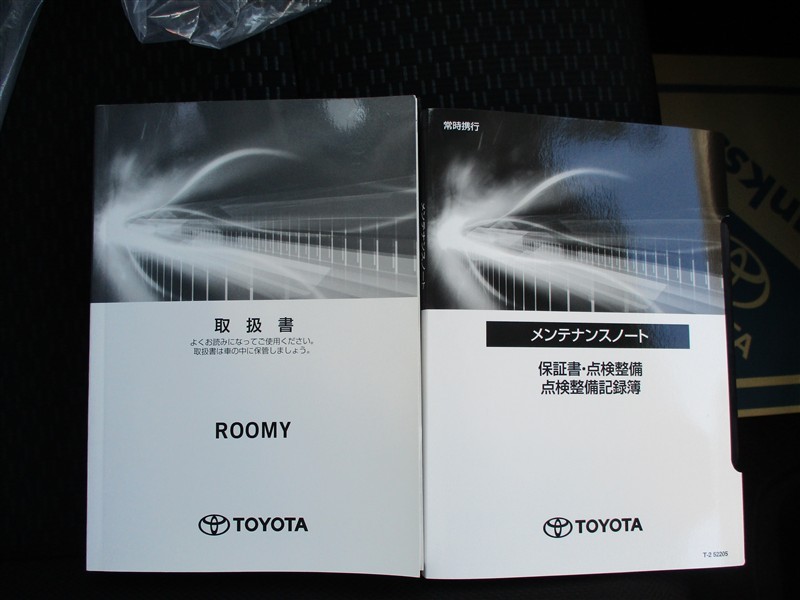 取扱書
よくお読みになってご使用ください。
取扱書は車の中に保管しましょう。
ROOMY
TOYOTA
メンテナンスノート
常時携行
メンテナンスノート
保証書・点検整備
点検整備記録簿
TOYOTA